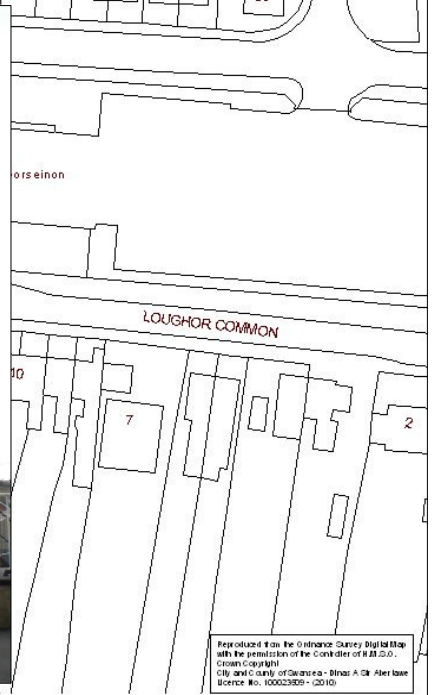 orseinon
LOUGHOR COMMON
10
7
2
Reproduced from the Ordnance Survey Digital Map
with the permission of the Controller of H.M.S.O.
Crown Copyright
City and County of Swansea - Dinas A Sir Abertawe
Licence No. 100023509 - (2010)